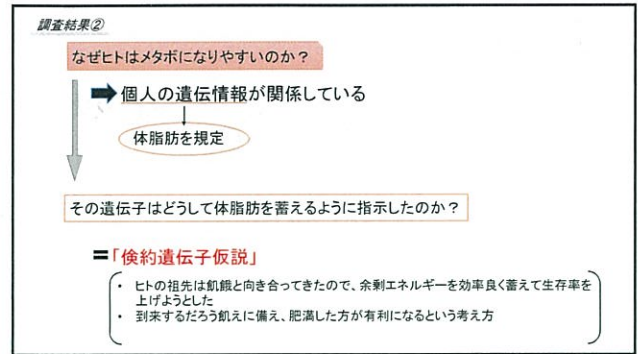 調査結果②
なぜヒトはメタボになりやすいのか？
個人の遺伝情報が関係している
体脂肪を規定
その遺伝子はどうして体脂肪を蓄えるように指示したのか？
=「倹約遺伝子仮説」
・ ヒトの祖先は飢餓と向き合ってきたので、余剰エネルギーを効率良く蓄えて生存率を
上げようとした
・ 到来するだろう飢えに備え、肥満した方が有利になるという考え方